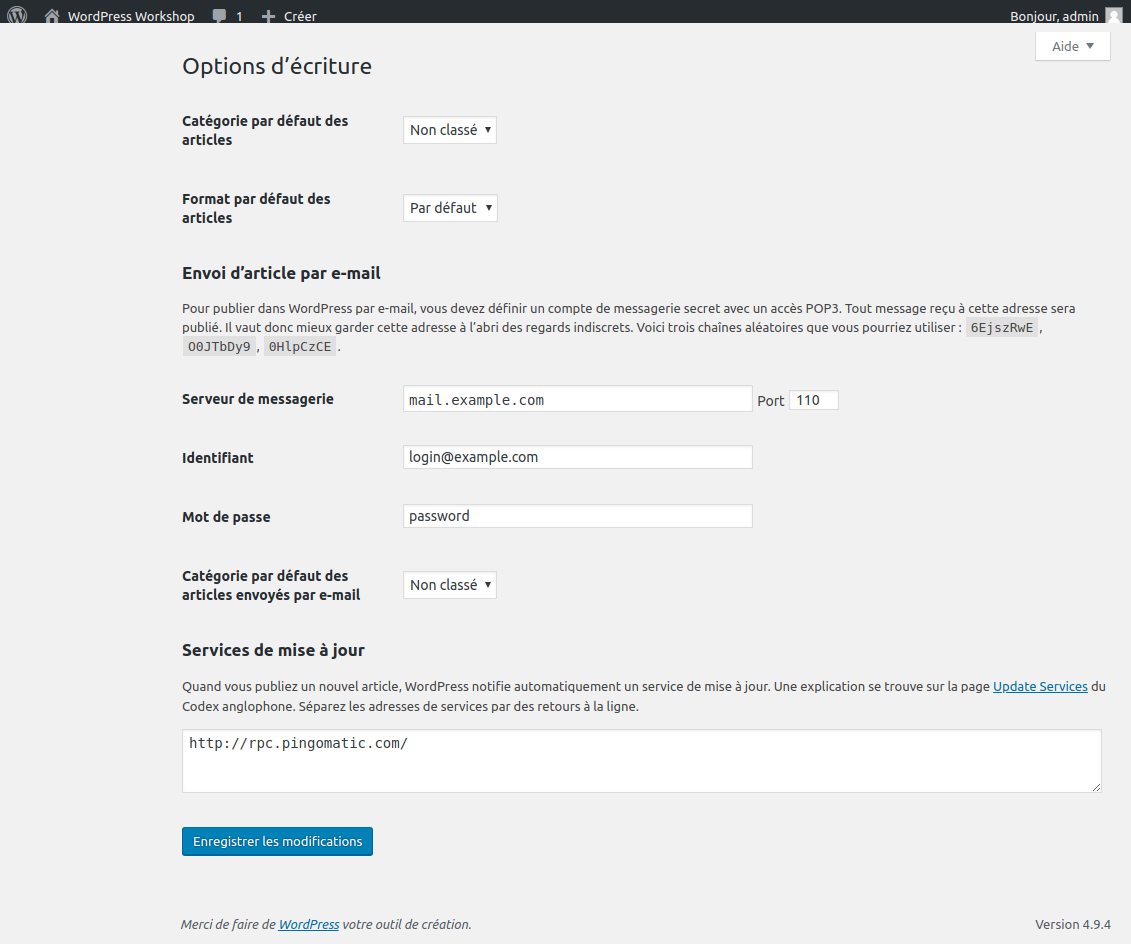 WordPress Workshop 1 Créer Bonjour, admin
Aide ▼
Options d’écriture
Catégorie par défaut des
articles
Non classé
Format par défaut des
articles
Par défaut
Envoi d’article par e-mail
Pour publier dans WordPress par e-mail, vous devez définir un compte de messagerie secret avec un accès POP3. Tout message reçu à cette adresse sera
publié. Il vaut donc mieux garder cette adresse à l’abri des regards indiscrets. Voici trois chaînes aléatoires que vous pourriez utiliser : 6EjszRwE ,
O0JTbDy9 , 0HlpCzCE .
Serveur de messagerie mail.example.com Port 110
Identifiant login@example.com
Mot de passe password
Catégorie par défaut des
articles envoyés par e-mail
Non classé
Services de mise à jour
Quand vous publiez un nouvel article, WordPress notifie automatiquement un service de mise à jour. Une explication se trouve sur la page Update Services du
Codex anglophone. Séparez les adresses de services par des retours à la ligne.
http://rpc.pingomatic.com/
Enregistrer les modifications
Merci de faire de WordPress votre outil de création. Version 4.9.4